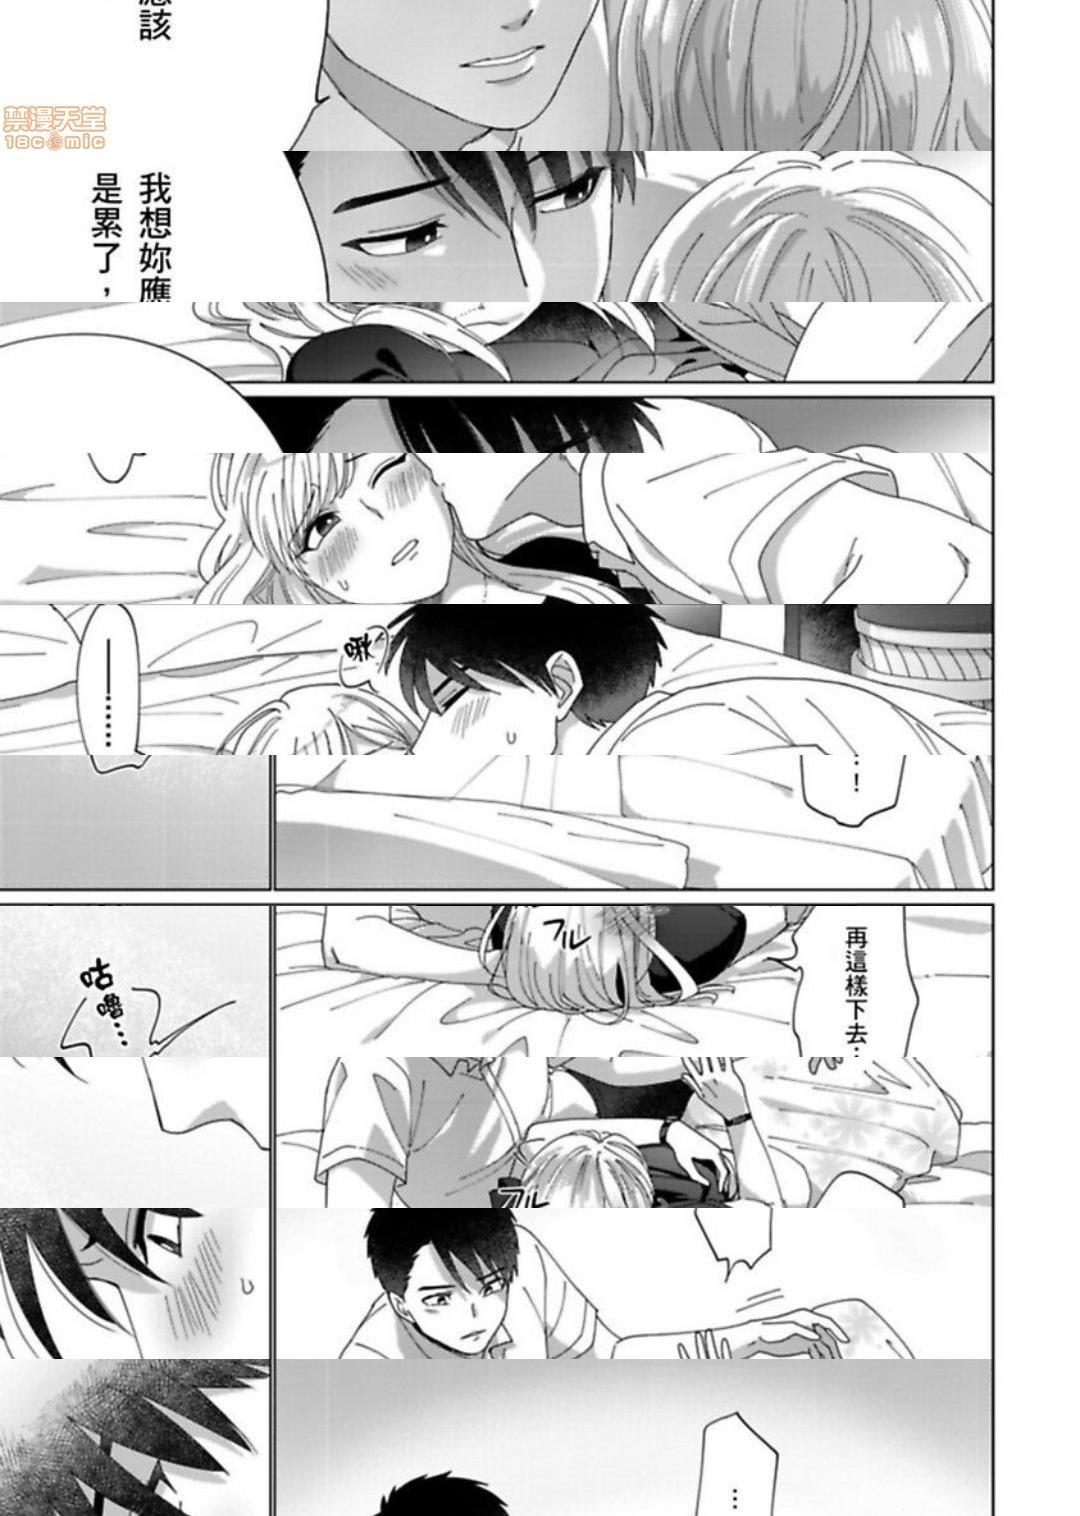 禁漫天堂
18comic
…
再這樣下去…
…!
フル
フル
咕嚕…
………
啾
我想妳應
應該
是累了，